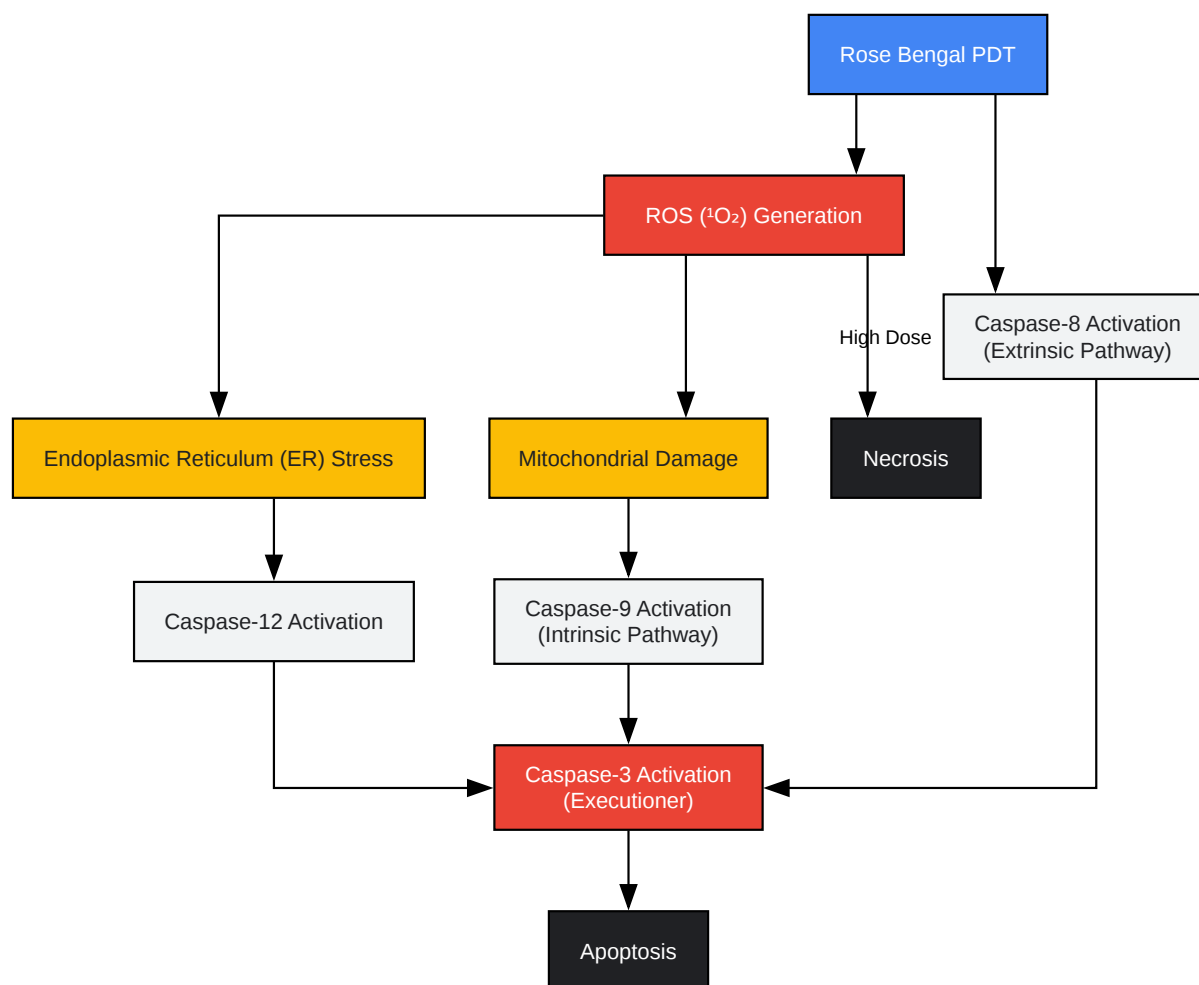 Rose Bengal PDT
ROS (¹O₂) Generation
High Dose
Caspase-8 Activation
(Extrinsic Pathway)
Endoplasmic Reticulum (ER) Stress
Mitochondrial Damage
Necrosis
Caspase-12 Activation
Caspase-9 Activation
(Intrinsic Pathway)
Caspase-3 Activation
(Executioner)
Apoptosis